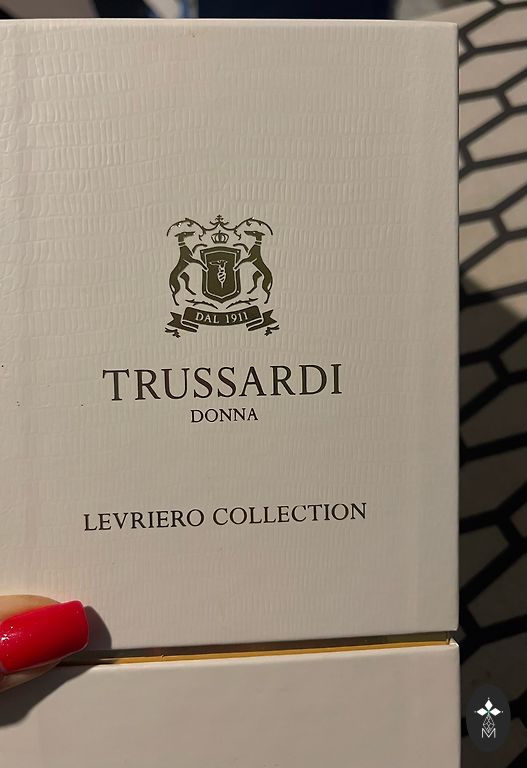 DAL 1911
TRUSSARDI
DONNA
LEVRIERO COLLECTION
M